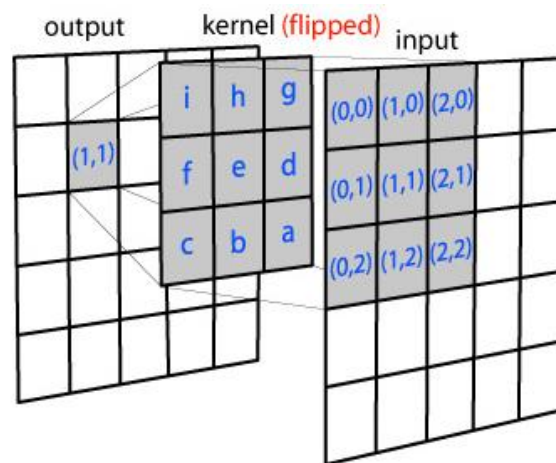 output
kernel (flipped)
input
i h g
f e d
c b a
(1,1)
(0,0) (1,0) (2,0)
(0,1) (1,1) (2,1)
(0,2) (1,2) (2,2)